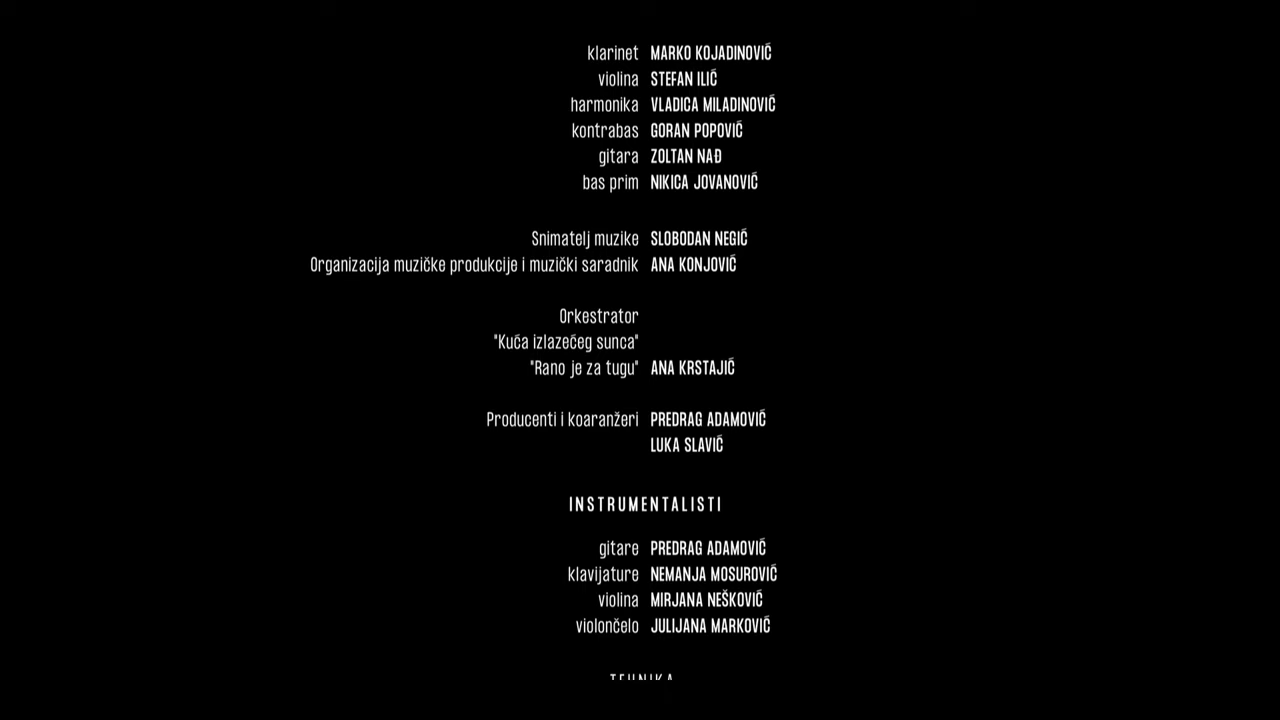 klarinet MARKO KOJADINOVIĆ
violina STEFAN ILIĆ
harmonika VLADICA MILADINOVIĆ
kontrabas GORAN POPOVIĆ
gitara ZOLTAN NAĐ
bas prim NIKICA JOVANOVIĆ
Snimatelj muzike SLOBODAN NEGIĆ
Organizacija muzičke produkcije i muzički saradnik ANA KONJOVIĆ
Orkestrator
"Kuća izlazećeg sunca"
"Rano je za tugu" ANA KRSTAJIĆ
Producenti i koaranžeri PREDRAG ADAMOVIĆ
LUKA SLAVIĆ
INSTRUMENTALISTI
gitare PREDRAG ADAMOVIĆ
klavijature NEMANJA MOSUROVIĆ
violina MIRJANA NEŠKOVIĆ
violončelo JULIJANA MARKOVIĆ
TEHNIKA